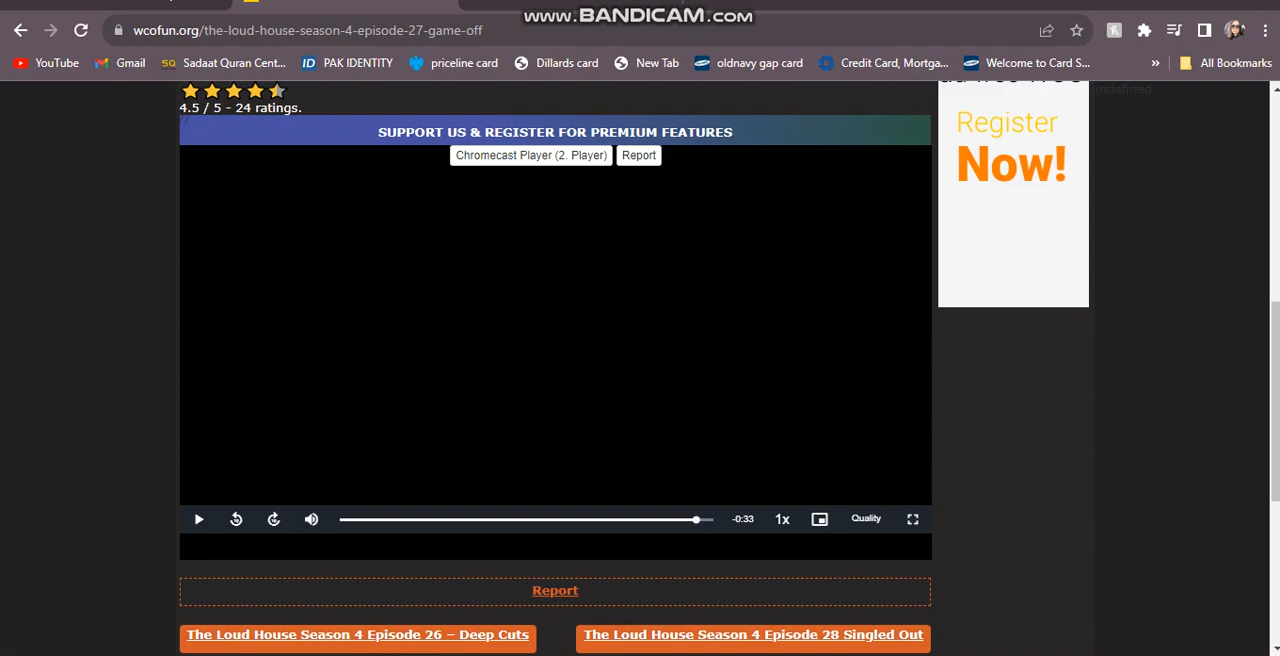 www.BANDICAM.com
wcofun.org/the-loud-house-season-4-episode-27-game-off
YouTube
Gmail
SQ Sadaat Quran Cent...
ID PAK IDENTITY
priceline card
Dillards card
New Tab
oldnavy gap card
Credit Card, Mortga...
Welcome to Card S...
»
All Bookmarks
undefined
4.5 / 5 - 24 ratings.
SUPPORT US & REGISTER FOR PREMIUM FEATURES
Chromecast Player (2. Player)
Report
Register
Now!
-0:33
1x
Quality
Report
The Loud House Season 4 Episode 26 – Deep Cuts
The Loud House Season 4 Episode 28 Singled Out